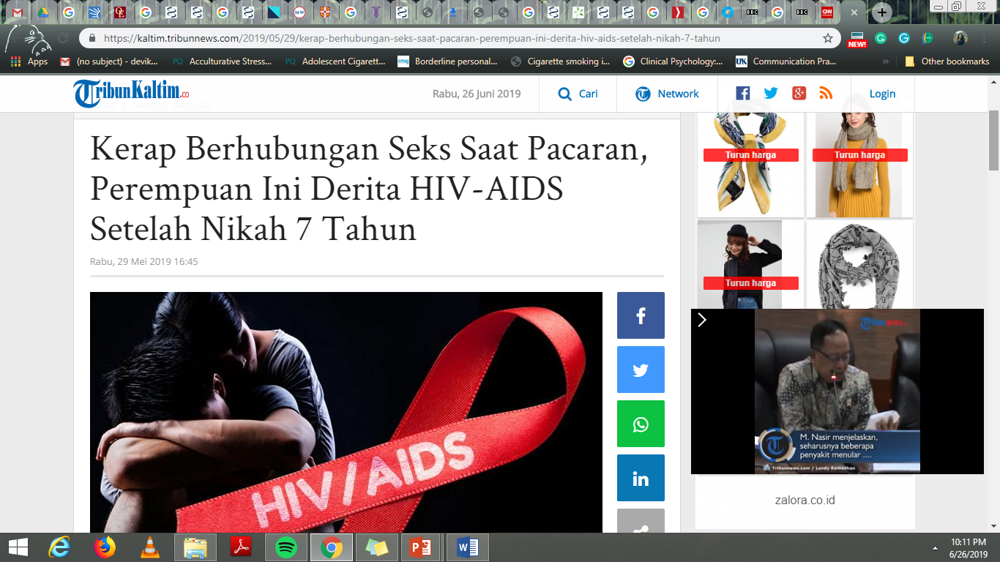 https://kaltim.tribunnews.com/2019/05/29/kerap-berhubungan-seks-saat-pacaran-perempuan-ini-derita-hiv-aids-setelah-nikah-7-tahun
NEW!
Apps
(no subject) - devik...
PQ Acculturative Stress...
PQ Adolescent Cigarett...
cmaj Borderline personal...
Cigarette smoking i...
Clinical Psychology:...
UK Communication Pra...
»
Other bookmarks
TribunKaltim.co
Rabu, 26 Juni 2019
Cari
Network
Login
Kerap Berhubungan Seks Saat Pacaran,
Perempuan Ini Derita HIV-AIDS
Setelah Nikah 7 Tahun
Rabu, 29 Mei 2019 16:45
HIV/AIDS
Turun harga
Turun harga
Turun harga
M. Nasir menjelaskan,
seharusnya beberapa
penyakit menular ....
Tribunnews.com / Lendy Ramadhan
zalora.co.id
10:11 PM
6/26/2019